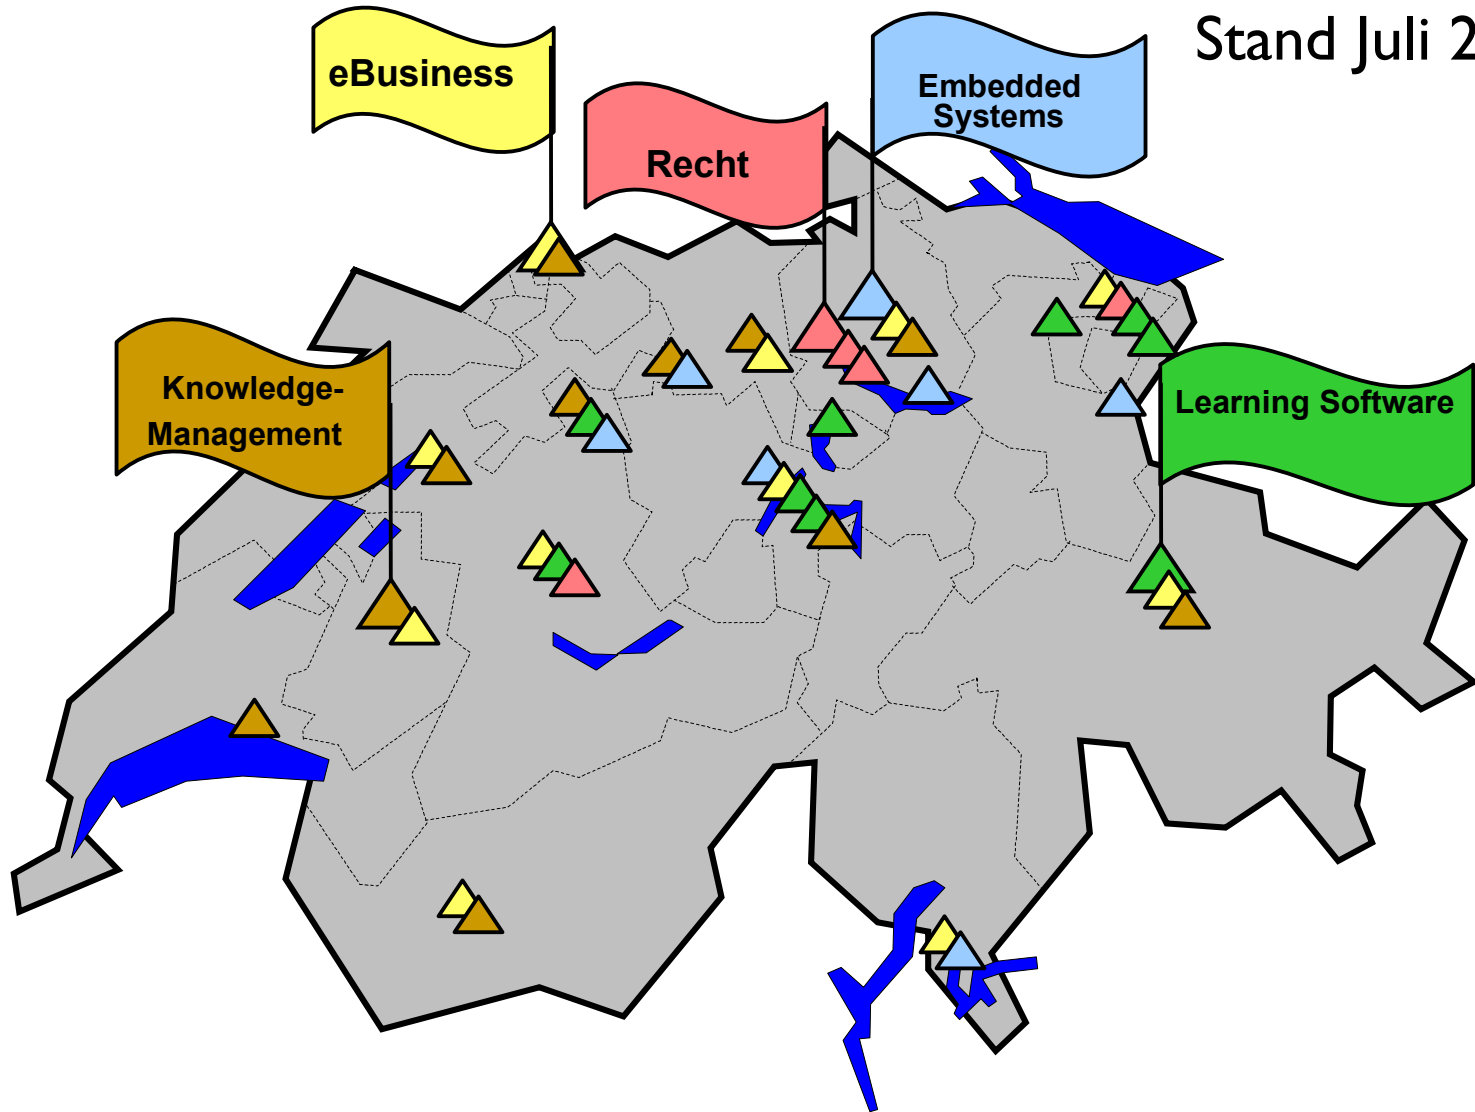 Stand Juli 2
eBusiness
Embedded
Systems
Recht
Knowledge-
Management
Learning Software